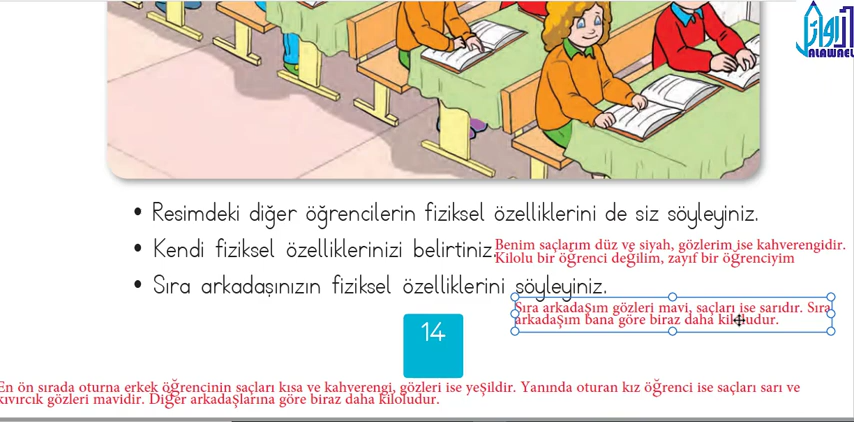 الأوائل
ALAWAEL
• Resimdeki diğer öğrencilerin fiziksel özelliklerini de siz söyleyiniz.
• Kendi fiziksel özelliklerinizi belirtiniz.
Benim saçlarım düz ve siyah, gözlerim ise kahverengidir.
Kilolu bir öğrenci değilim, zayıf bir öğrenciyim
• Sıra arkadaşınızın fiziksel özelliklerini söyleyiniz.
Sıra arkadaşım gözleri mavi, saçları ise sarıdır. Sıra
arkadaşım bana göre biraz daha kiloludur.
14
En ön sırada oturna erkek öğrencinin saçları kısa ve kahverengi, gözleri ise yeşildir. Yanında oturan kız öğrenci ise saçları sarı ve
kıvırcık gözleri mavidir. Diğer arkadaşlarına göre biraz daha kiloludur.